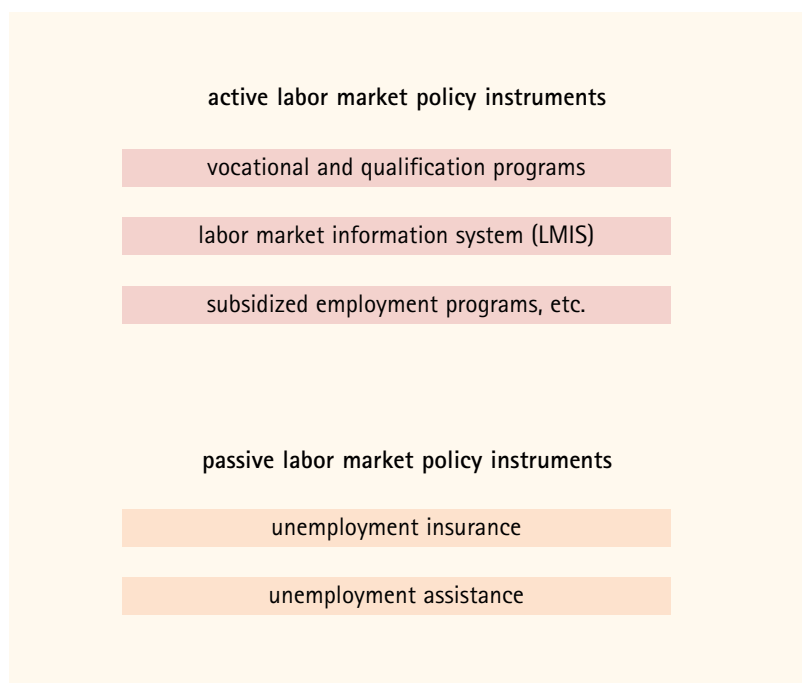 active labor market policy instruments
vocational and qualification programs
labor market information system (LMIS)
subsidized employment programs, etc.
passive labor market policy instruments
unemployment insurance
unemployment assistance